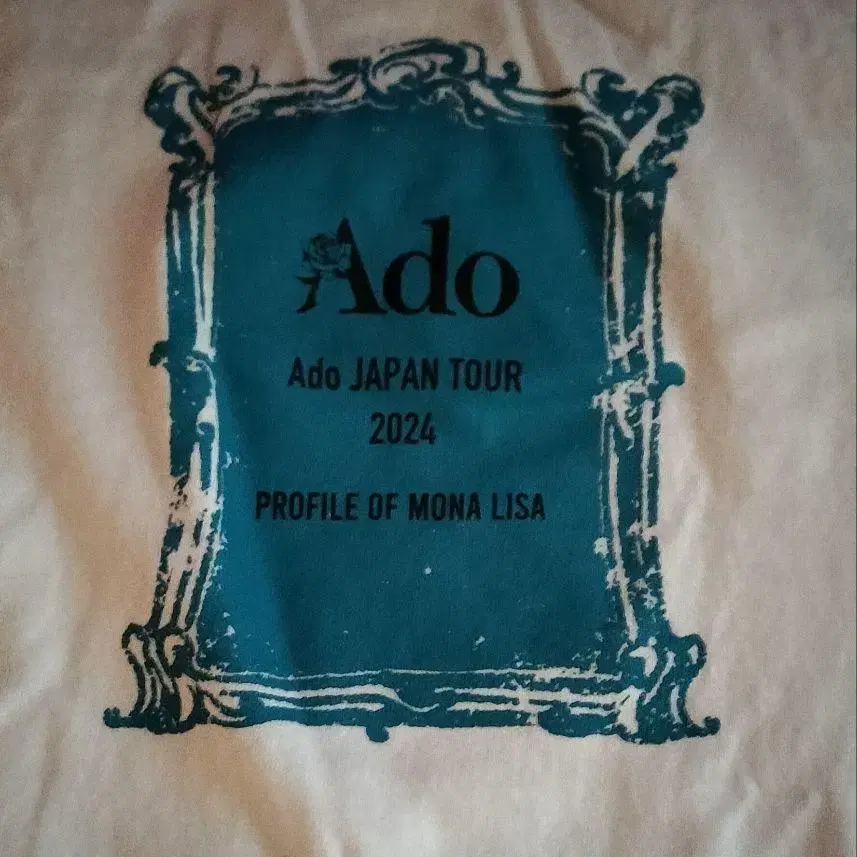 Ado
Ado JAPAN TOUR
2024
PROFILE OF MONA LISA